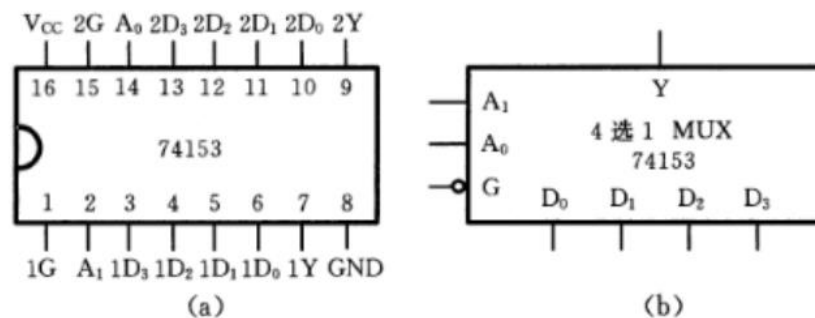 V_CC 2G A₀ 2D₃ 2D₂ 2D₁ 2D₀ 2Y
16 15 14 13 12 11 10 9
74153
1 2 3 4 5 6 7 8
1G A₁ 1D₃ 1D₂ 1D₁ 1D₀ 1Y GND
(a)
Y
A₁
4 选 1 MUX
A₀
74153
G
D₀ D₁ D₂ D₃
(b)